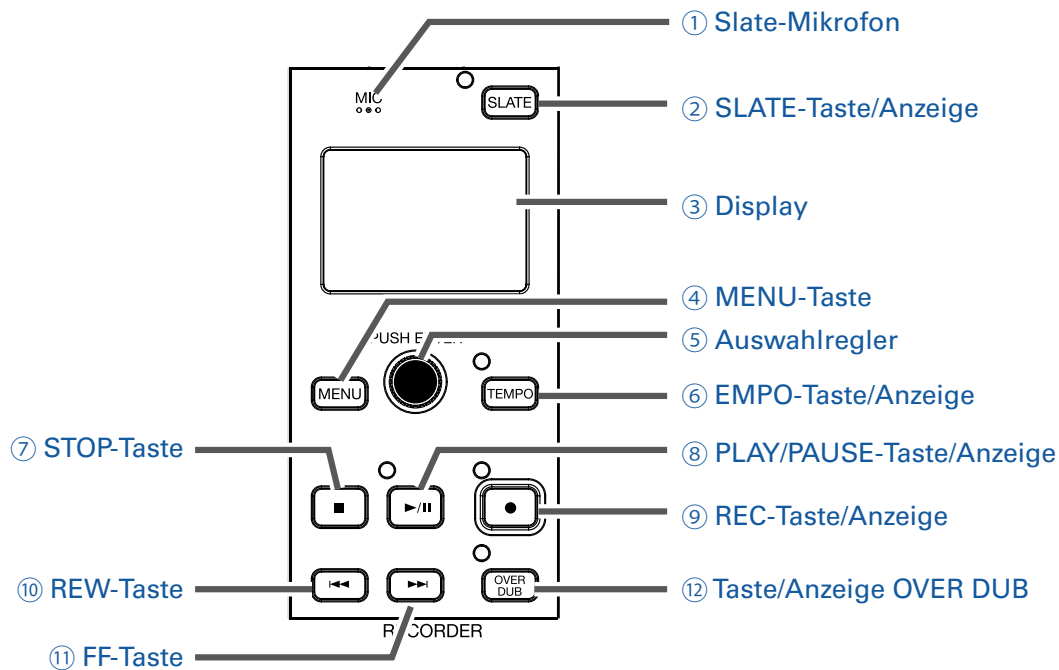 ① Slate-Mikrofon
MIC
SLATE
② SLATE-Taste/Anzeige
③ Display
④ MENU-Taste
PUSH
⑤ Auswahlregler
MENU
TEMPO
⑥ EMPO-Taste/Anzeige
⑦ STOP-Taste
⑧ PLAY/PAUSE-Taste/Anzeige
⑨ REC-Taste/Anzeige
⑩ REW-Taste
OVER
DUB
⑫ Taste/Anzeige OVER DUB
RECORDER
⑪ FF-Taste